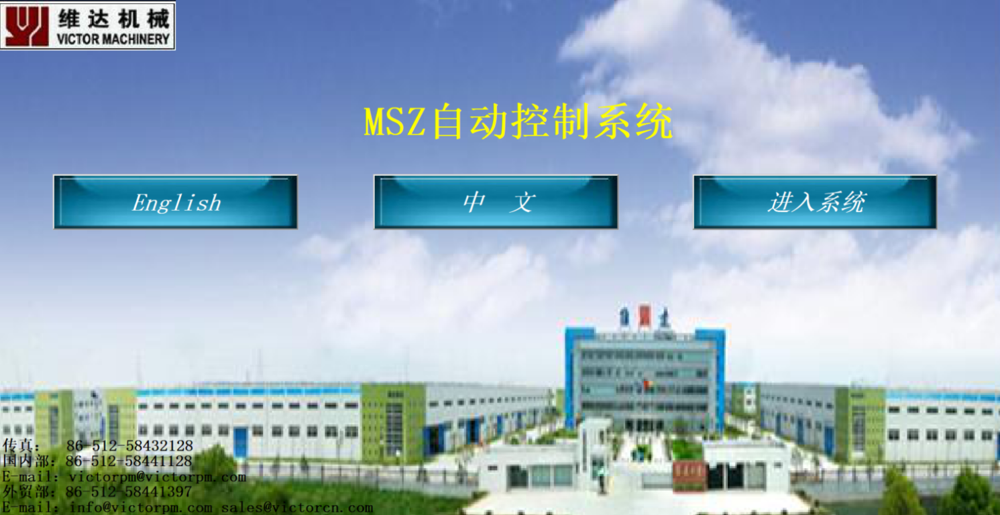 维达机械
VICTOR MACHINERY
MSZ自动控制系统
English
中 文
进入系统
传真: 86-512-58432128
国内部: 86-512-58441128
E-mail: victorpm@victorpm.com
外贸部: 86-512-58441397
E-mail: info@victorpm.com sales@victorcn.com